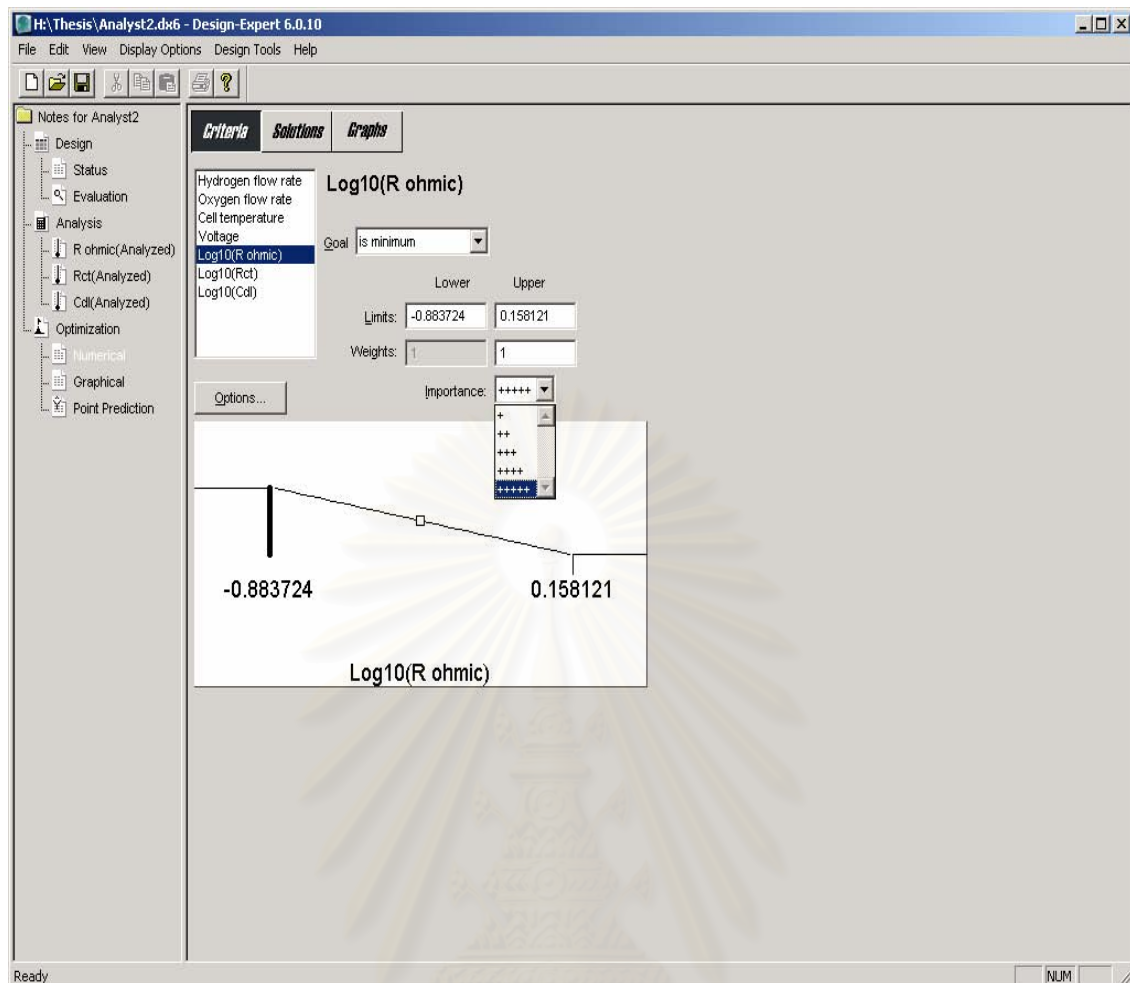 H:\Thesis\Analyst2.dx6 - Design-Expert 6.0.10
File Edit View Display Options Design Tools Help
Notes for Analyst2
Design
Status
Evaluation
Analysis
R ohmic(Analyzed)
Rct(Analyzed)
Cdl(Analyzed)
Optimization
Numerical
Graphical
Point Prediction
Criteria Solutions Graphs
Hydrogen flow rate
Oxygen flow rate
Cell temperature
Voltage
Log10(R ohmic)
Log10(Rct)
Log10(Cdl)
Log10(R ohmic)
Goal is minimum
Lower Upper
Limits: -0.883724 0.158121
Weights: 1 1
Options...
Importance: +++++
+
++
+++
++++
+++++
-0.883724 0.158121
Log10(R ohmic)
Ready NUM